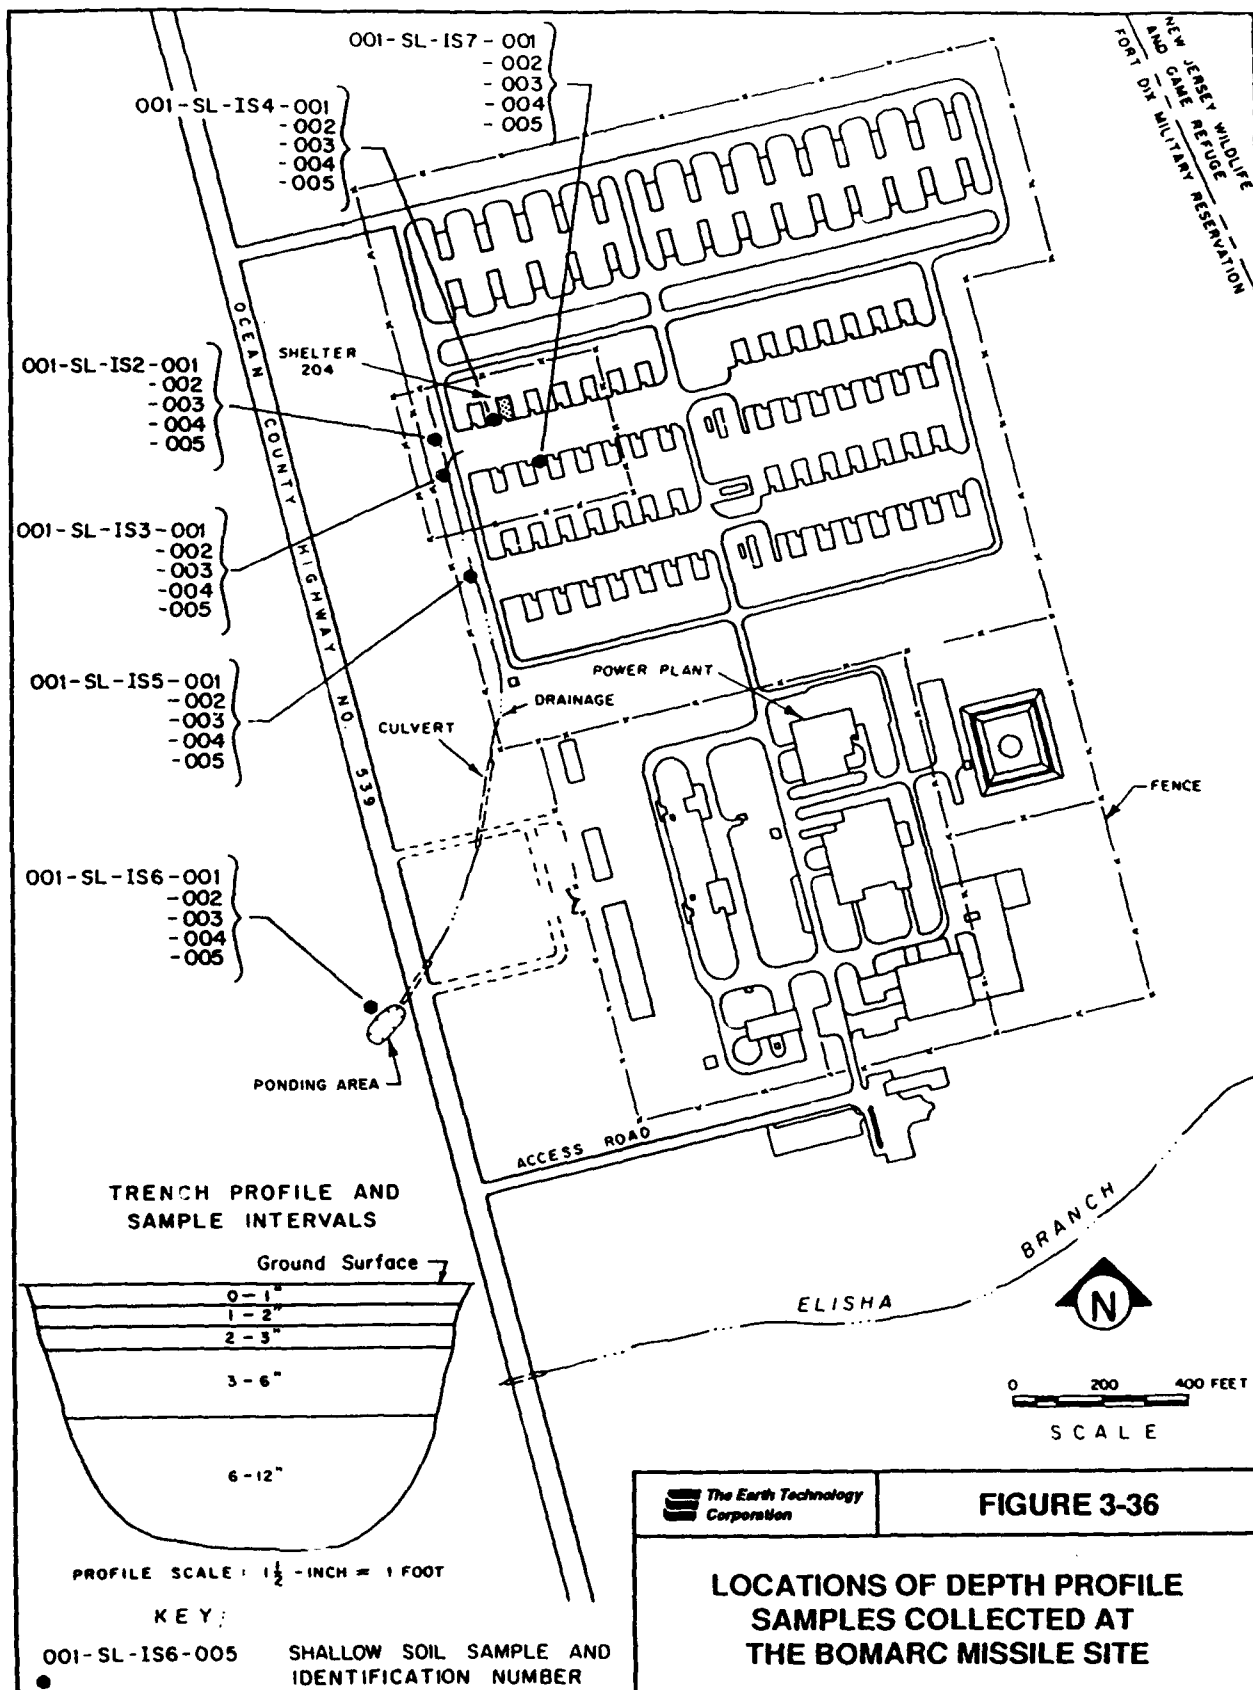 001-SL-IS7-001
-002
-003
-004
-005
001-SL-IS4-001
-002
-003
-004
-005
NEW JERSEY WILDLIFE
AND GAME REFUGE
FORT DIX MILITARY RESERVATION
OCEAN COUNTY HIGHWAY NO. 539
SHELTER
204
001-SL-IS2-001
-002
-003
-004
-005
001-SL-IS3-001
-002
-003
-004
-005
001-SL-IS5-001
-002
-003
-004
-005
POWER PLANT
DRAINAGE
CULVERT
FENCE
001-SL-IS6-001
-002
-003
-004
-005
PONDING AREA
ACCESS ROAD
TRENCH PROFILE AND
SAMPLE INTERVALS
Ground Surface
0-1"
1-2"
2-3"
3-6"
6-12"
PROFILE SCALE: 1½-INCH = 1 FOOT
KEY:
001-SL-IS6-005 SHALLOW SOIL SAMPLE AND
IDENTIFICATION NUMBER
ELISHA BRANCH
N
0 200 400 FEET
SCALE
The Earth Technology
Corporation
FIGURE 3-36
LOCATIONS OF DEPTH PROFILE
SAMPLES COLLECTED AT
THE BOMARC MISSILE SITE